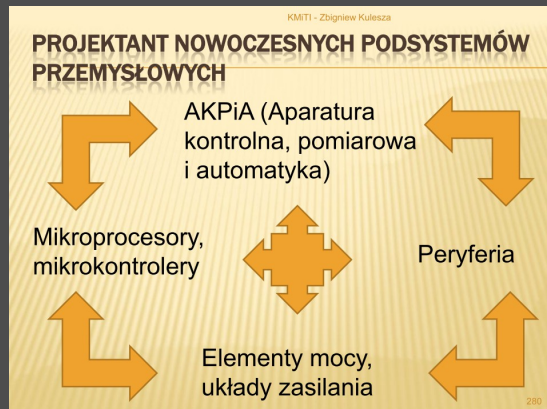 KMiTI - Zbigniew Kulesza
PROJEKTANT NOWOCZESNYCH PODSYSTEMÓW
PRZEMYSŁOWYCH
AKPiA (Aparatura
kontrolna, pomiarowa
i automatyka)
Mikroprocesory,
mikrokontrolery
Peryferia
Elementy mocy,
układy zasilania
280